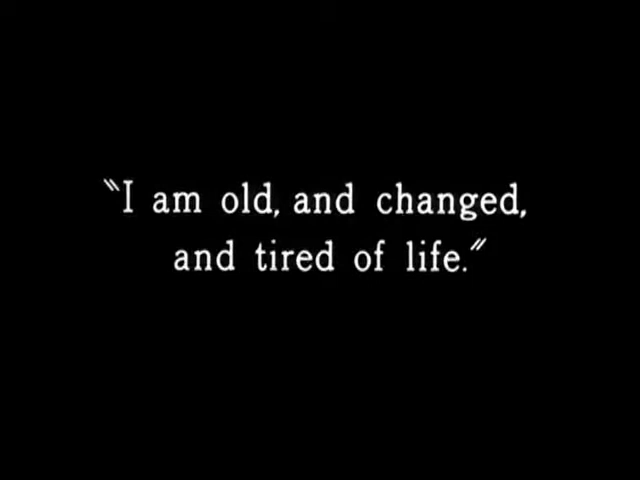 "I am old, and changed,
and tired of life."